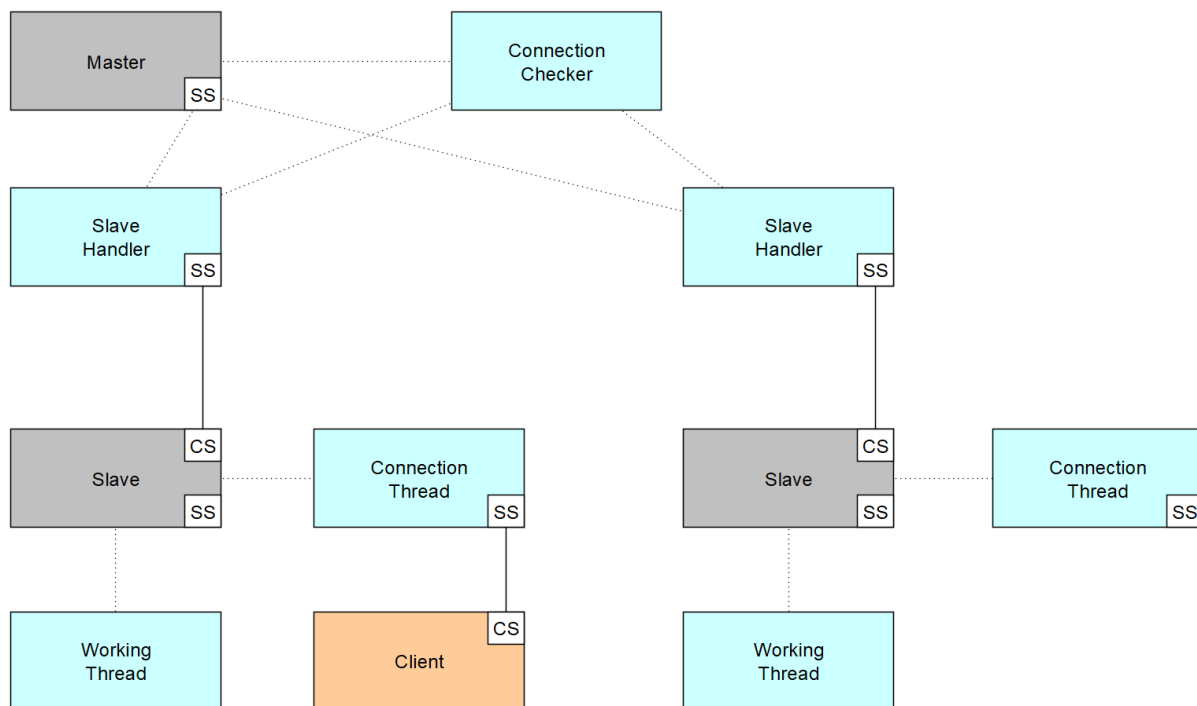 Master
SS
Connection
Checker
Slave
Handler
SS
Slave
Handler
SS
Slave
CS
SS
Connection
Thread
SS
Slave
CS
SS
Connection
Thread
SS
Working
Thread
Client
CS
Working
Thread